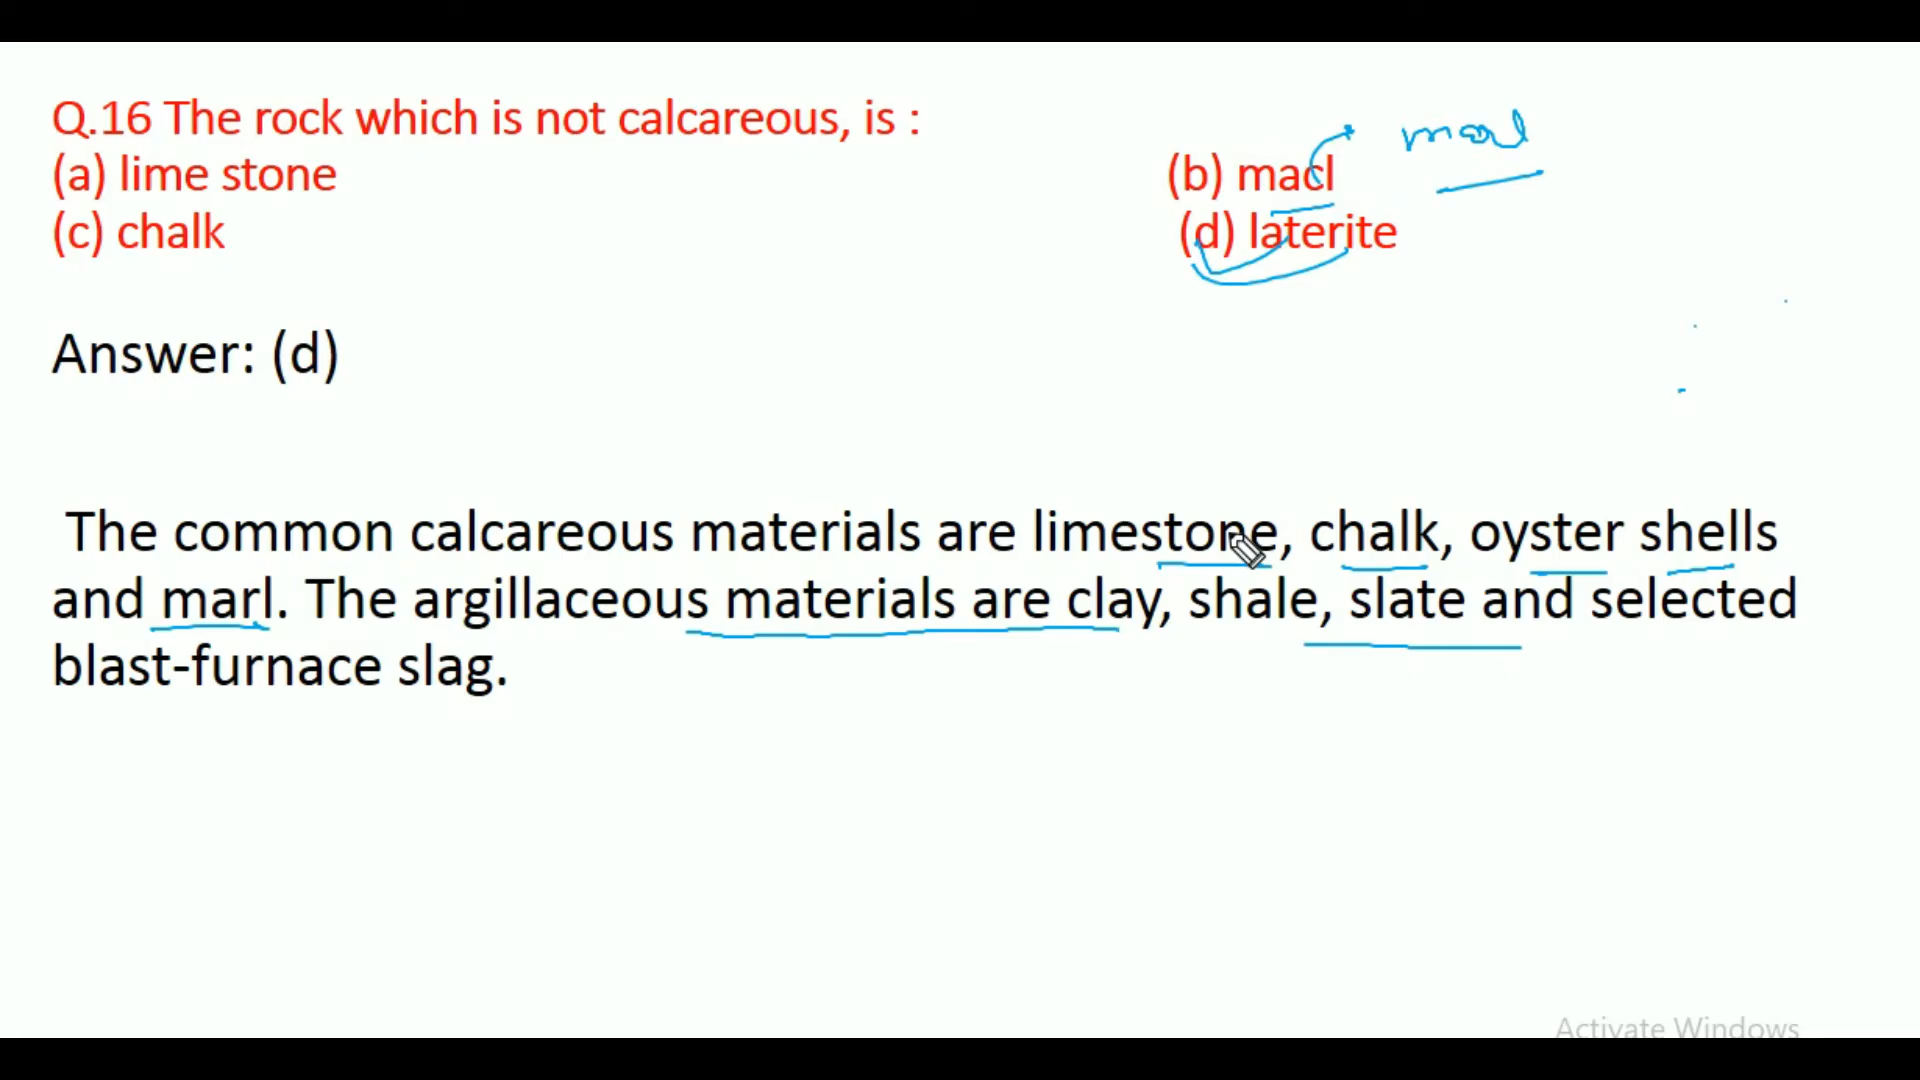 Q.16 The rock which is not calcareous, is :
(a) lime stone
(b) macl
marl
(c) chalk
(d) laterite
Answer: (d)
The common calcareous materials are limestone, chalk, oyster shells
and marl. The argillaceous materials are clay, shale, slate and selected
blast-furnace slag.
Activate Windows